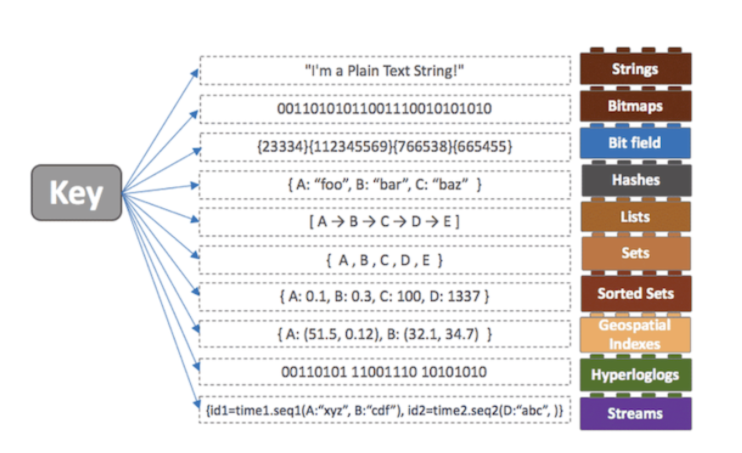 Key
"I'm a Plain Text String!"
Strings
00110101011001110010101010
Bitmaps
{23334}{112345569}{766538}{665455}
Bit field
{ A: “foo”, B: “bar”, C: “baz” }
Hashes
[ A → B → C → D → E ]
Lists
{ A , B , C , D , E }
Sets
{ A: 0.1, B: 0.3, C: 100, D: 1337 }
Sorted Sets
{ A: (51.5, 0.12), B: (32.1, 34.7) }
Geospatial
Indexes
00110101 11001110 10101010
Hyperloglogs
{id1=time1.seq1(A:“xyz”, B:“cdf”), id2=time2.seq2(D:“abc”, )}
Streams